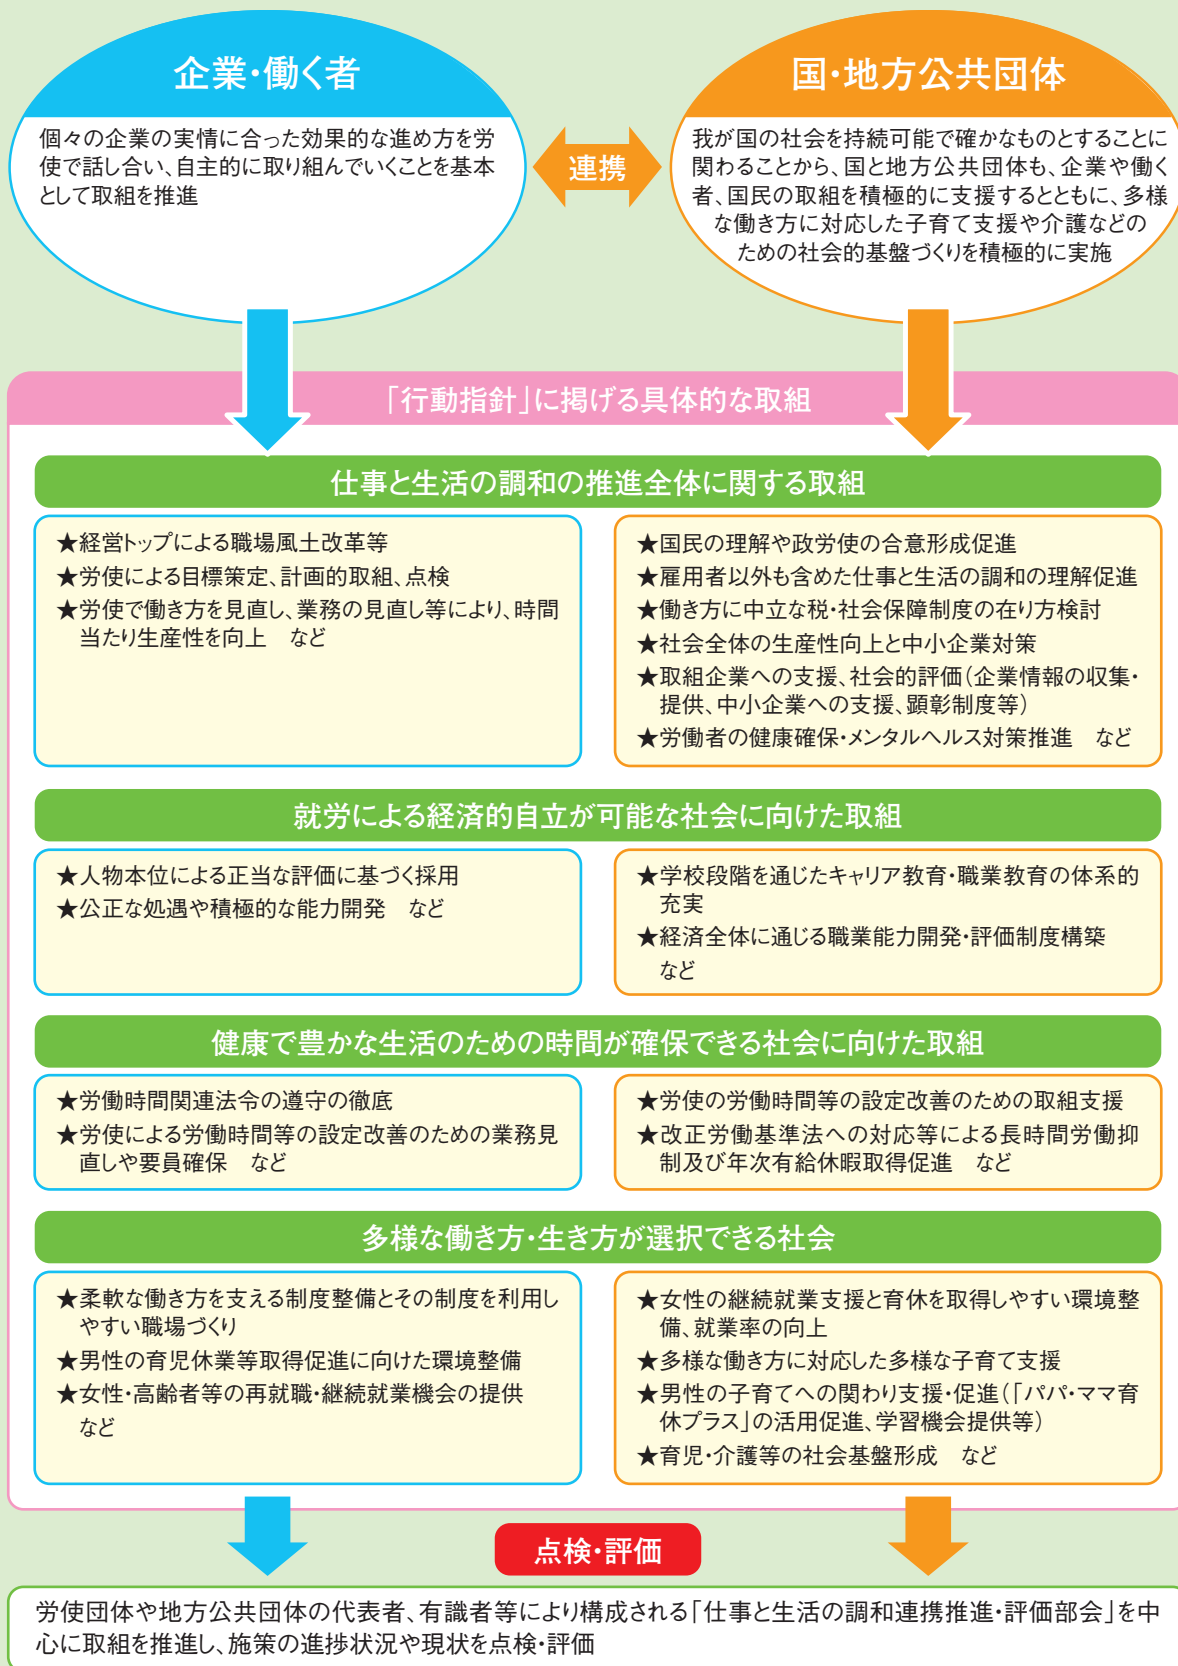 企業・働く者
個々の企業の実情に合った効果的な進め方を労
使で話し合い、自主的に取り組んでいくことを基本
として取組を推進
連携
国・地方公共団体
我が国の社会を持続可能で確かなものとすることに
関わることから、国と地方公共団体も、企業や働く
者、国民の取組を積極的に支援するとともに、多様
な働き方に対応した子育て支援や介護などの
ための社会的基盤づくりを積極的に実施
「行動指針」に掲げる具体的な取組
仕事と生活の調和の推進全体に関する取組
★経営トップによる職場風土改革等
★労使による目標策定、計画的取組、点検
★労使で働き方を見直し、業務の見直し等により、時間
当たり生産性を向上　など
★国民の理解や政労使の合意形成促進
★雇用者以外も含めた仕事と生活の調和の理解促進
★働き方に中立な税・社会保障制度の在り方検討
★社会全体の生産性向上と中小企業対策
★取組企業への支援、社会的評価（企業情報の収集・
提供、中小企業への支援、顕彰制度等）
★労働者の健康確保・メンタルヘルス対策推進　など
就労による経済的自立が可能な社会に向けた取組
★人物本位による正当な評価に基づく採用
★公正な処遇や積極的な能力開発　など
★学校段階を通じたキャリア教育・職業教育の体系的
充実
★経済全体に通じる職業能力開発・評価制度構築
など
健康で豊かな生活のための時間が確保できる社会に向けた取組
★労働時間関連法令の遵守の徹底
★労使による労働時間等の設定改善のための業務見
直しや要員確保　など
★労使の労働時間等の設定改善のための取組支援
★改正労働基準法への対応等による長時間労働抑
制及び年次有給休暇取得促進　など
多様な働き方・生き方が選択できる社会
★柔軟な働き方を支える制度整備とその制度を利用し
やすい職場づくり
★男性の育児休業等取得促進に向けた環境整備
★女性・高齢者等の再就職・継続就業機会の提供
など
★女性の継続就業支援と育休を取得しやすい環境整
備、就業率の向上
★多様な働き方に対応した多様な子育て支援
★男性の子育てへの関わり支援・促進（「パパ・ママ育
休プラス」の活用促進、学習機会提供等）
★育児・介護等の社会基盤形成　など
点検・評価
労使団体や地方公共団体の代表者、有識者等により構成される「仕事と生活の調和連携推進・評価部会」を中
心に取組を推進し、施策の進捗状況や現状を点検・評価